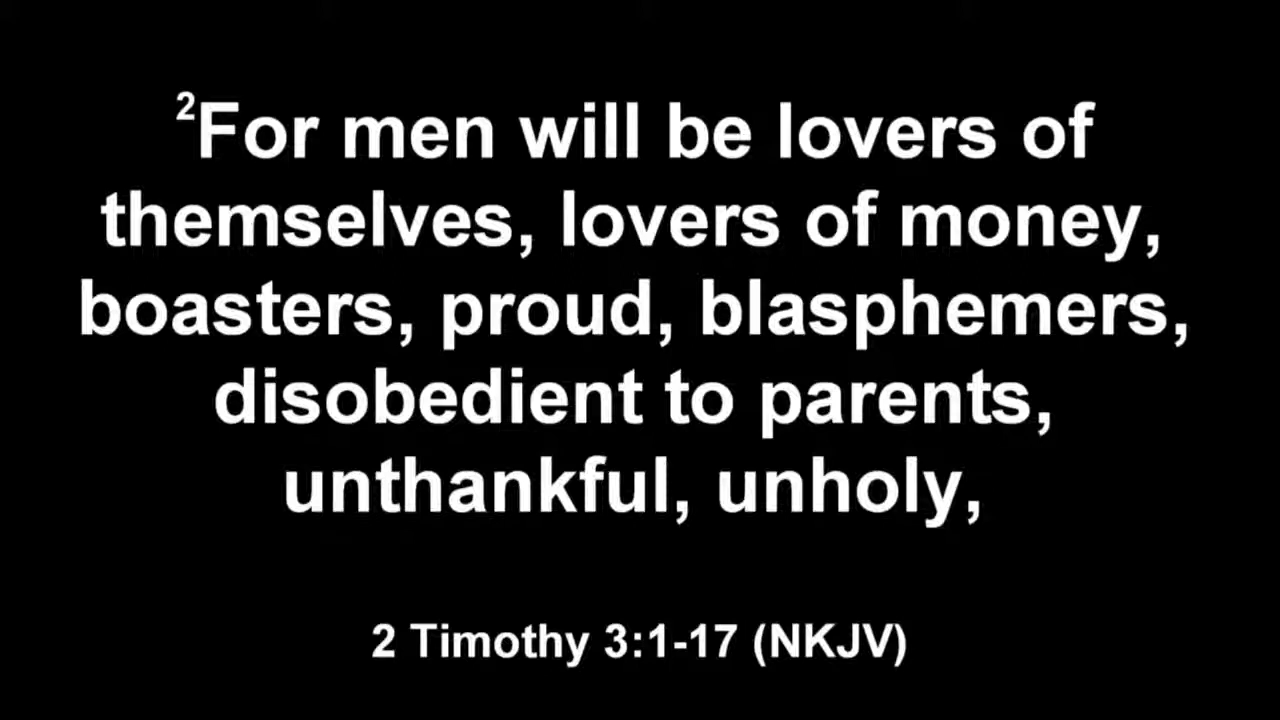 ²For men will be lovers of
themselves, lovers of money,
boasters, proud, blasphemers,
disobedient to parents,
unthankful, unholy,
2 Timothy 3:1-17 (NKJV)